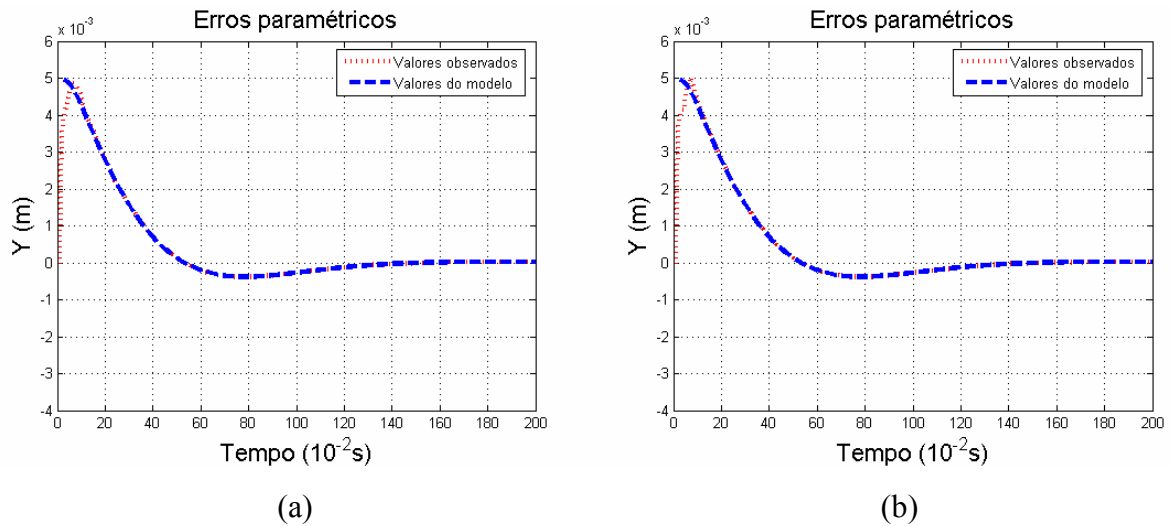 Erros paramétricos
x 10⁻³
6
5
4
3
2
1
0
-1
-2
-3
-4
Y (m)
Valores observados
Valores do modelo
0 20 40 60 80 100 120 140 160 180 200
Tempo (10⁻²s)
(a)
Erros paramétricos
x 10⁻³
6
5
4
3
2
1
0
-1
-2
-3
-4
Y (m)
Valores observados
Valores do modelo
0 20 40 60 80 100 120 140 160 180 200
Tempo (10⁻²s)
(b)